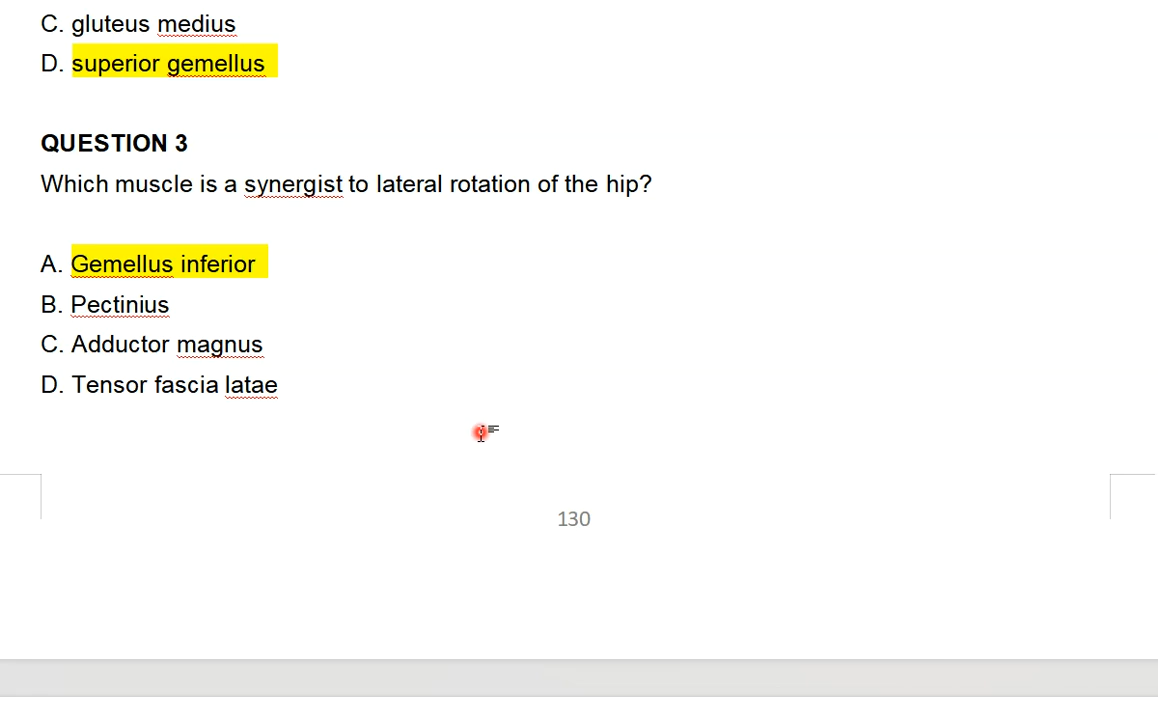 C. gluteus medius
D. superior gemellus
QUESTION 3
Which muscle is a synergist to lateral rotation of the hip?
A. Gemellus inferior
B. Pectinius
C. Adductor magnus
D. Tensor fascia latae
130